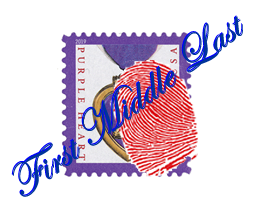 2019
PURPLE HEART
USA
First Middle Last